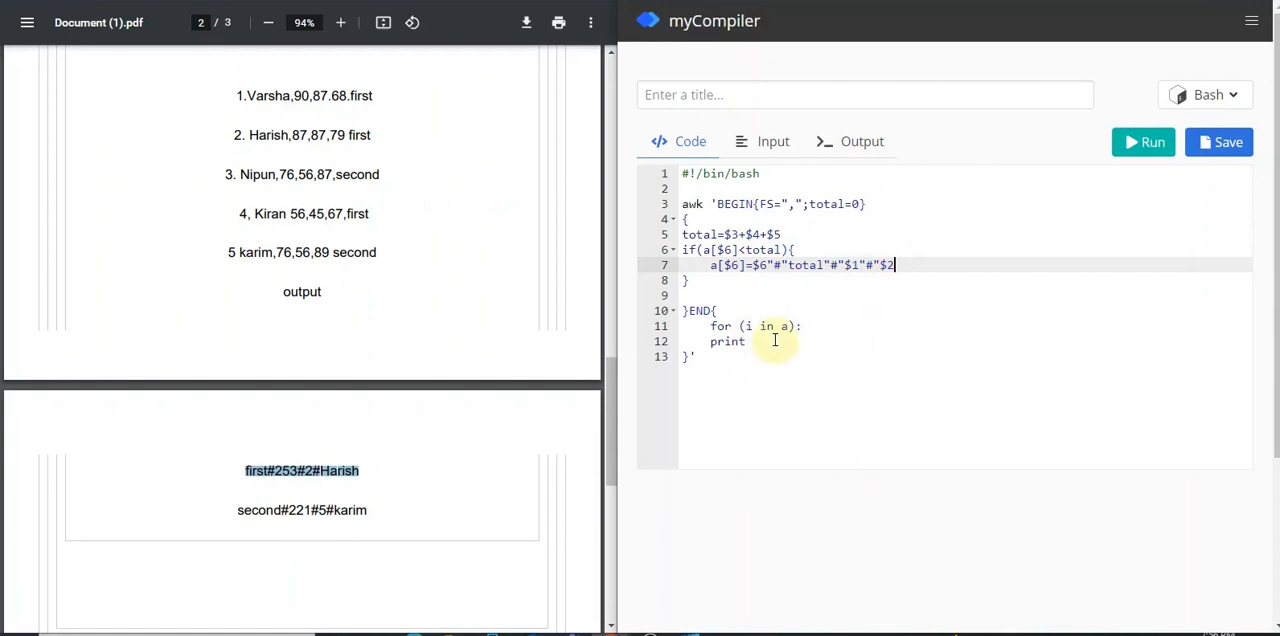 Document (1).pdf
2 / 3
94%
1.Varsha,90,87.68.first
2. Harish,87,87,79 first
3. Nipun,76,56,87,second
4, Kiran 56,45,67,first
5 karim,76,56,89 second
output
first#253#2#Harish
second#221#5#karim
myCompiler
Enter a title...
Bash
Code
Input
Output
Run
Save
1 #!/bin/bash
2
3 awk 'BEGIN{FS=",";total=0}
4 {
5 total=$3+$4+$5
6 if(a[$6]<total){
7 a[$6]=$6"#"total"#"$1"#"$2
8 }
9
10 }END{
11 for (i in a):
12 print
13 }'